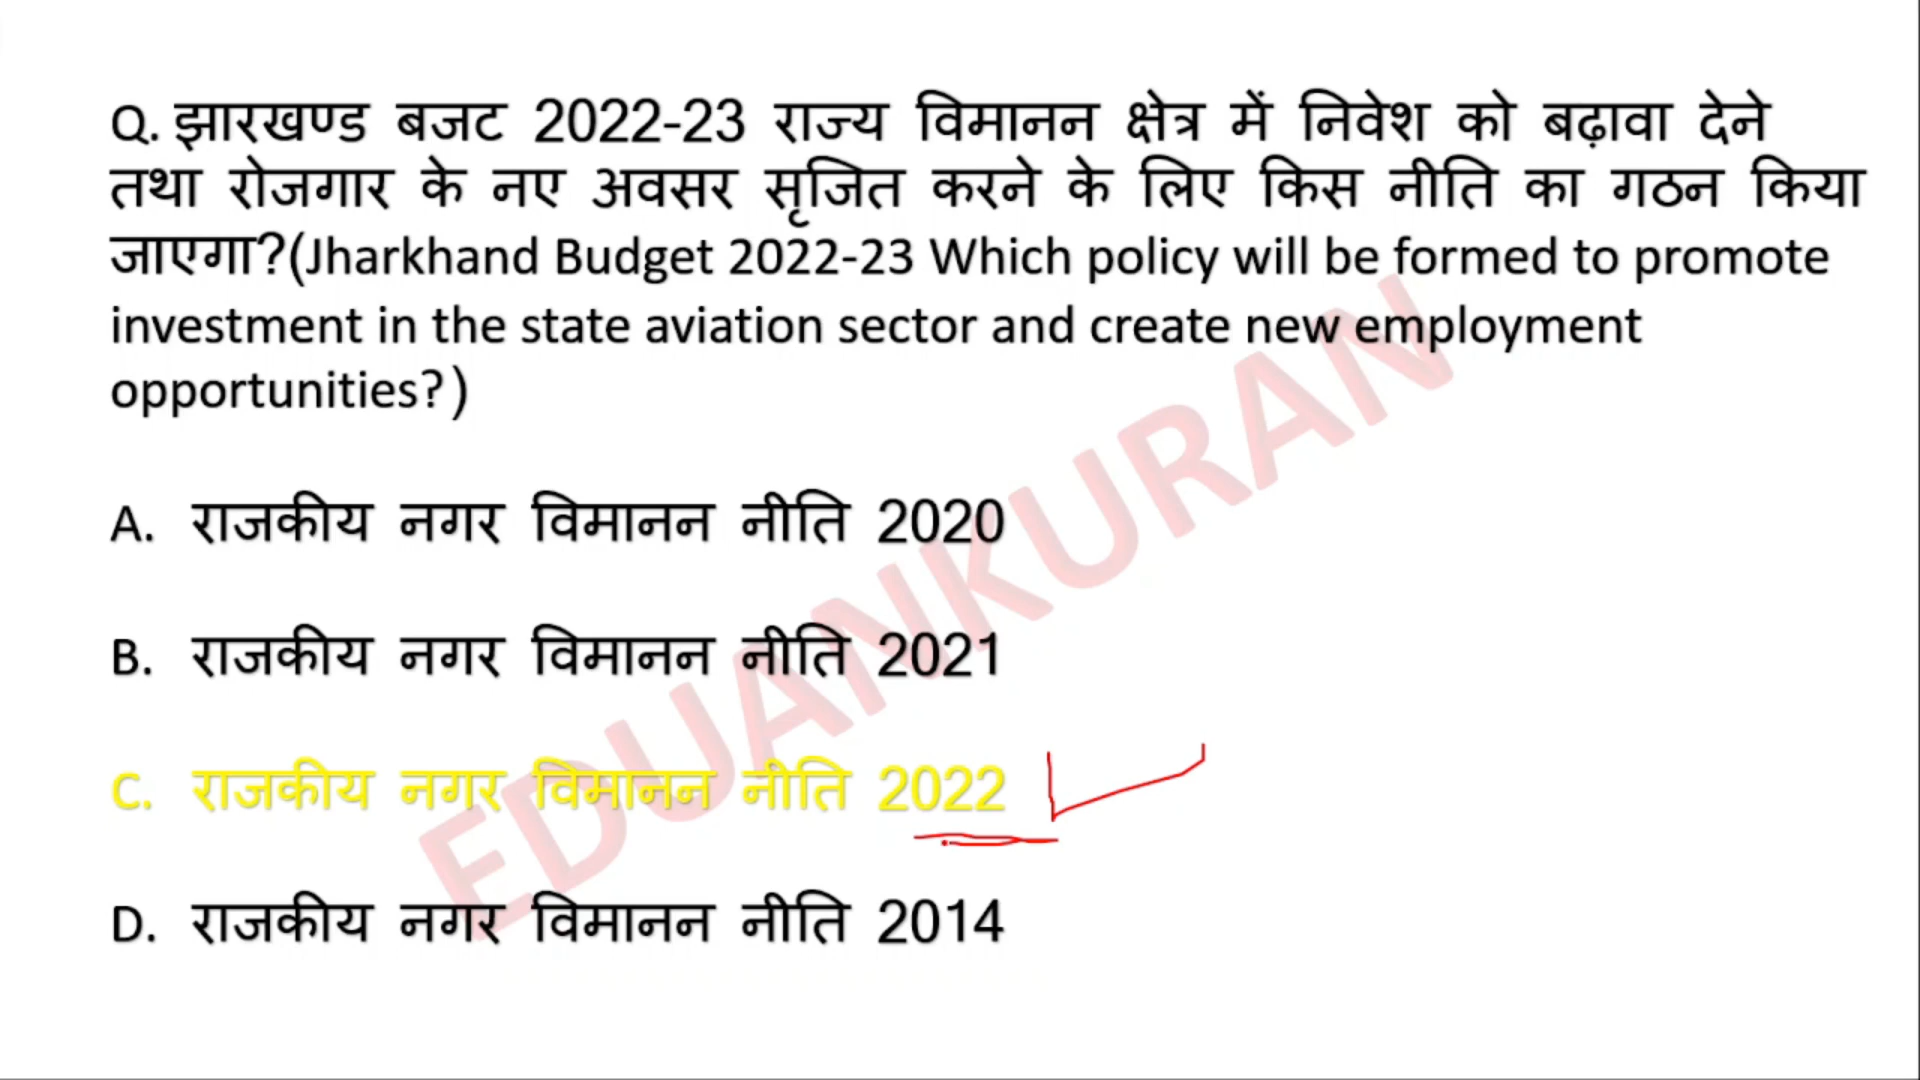 Q. झारखण्ड बजट 2022-23 राज्य विमानन क्षेत्र में निवेश को बढ़ावा देने
तथा रोजगार के नए अवसर सृजित करने के लिए किस नीति का गठन किया
जाएगा?(Jharkhand Budget 2022-23 Which policy will be formed to promote
investment in the state aviation sector and create new employment
opportunities?)
A. राजकीय नगर विमानन नीति 2020
B. राजकीय नगर विमानन नीति 2021
C. राजकीय नगर विमानन नीति 2022
D. राजकीय नगर विमानन नीति 2014
EDUANKURAN